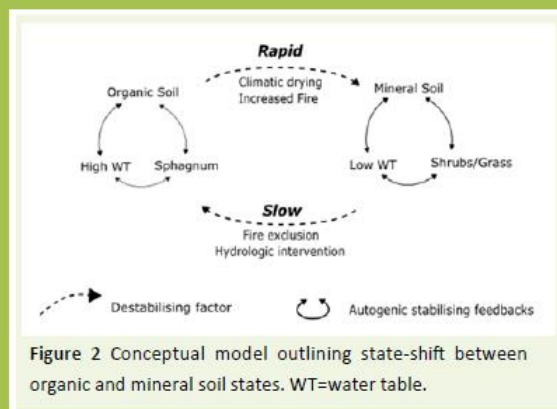 Rapid
Climatic drying
Increased Fire
Organic Soil
High WT
Sphagnum
Mineral Soil
Low WT
Shrubs/Grass
Slow
Fire exclusion
Hydrologic intervention
Destabilising factor
Autogenic stabilising feedbacks
Figure 2 Conceptual model outlining state-shift between
organic and mineral soil states. WT=water table.